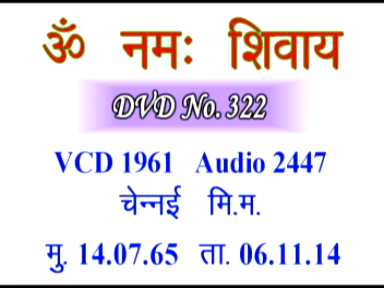 ॐ नमः शिवाय
DVD No. 322
VCD 1961 Audio 2447
चेन्नई मि.म.
मु. 14.07.65 ता. 06.11.14